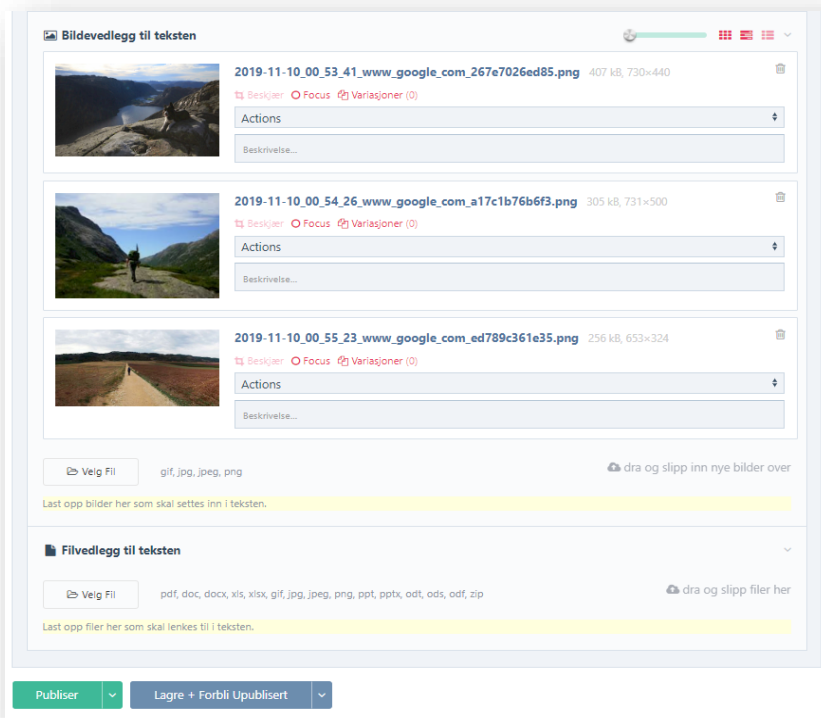 Bildevedlegg til teksten
2019-11-10_00_53_41_www_google_com_267e7026ed85.png 407 kB, 730×440
Beskjær Focus Variasjoner (0)
Actions
Beskrivelse...
2019-11-10_00_54_26_www_google_com_a17c1b76b6f3.png 305 kB, 731×500
Beskjær Focus Variasjoner (0)
Actions
Beskrivelse...
2019-11-10_00_55_23_www_google_com_ed789c361e35.png 256 kB, 653×324
Beskjær Focus Variasjoner (0)
Actions
Beskrivelse...
Velg Fil gif, jpg, jpeg, png dra og slipp inn nye bilder over
Last opp bilder her som skal settes inn i teksten.
Filvedlegg til teksten
Velg Fil pdf, doc, docx, xls, xlsx, gif, jpg, jpeg, png, ppt, pptx, odt, ods, odf, zip dra og slipp filer her
Last opp filer her som skal lenkes til i teksten.
Publiser Lagre + Forbli Upublisert